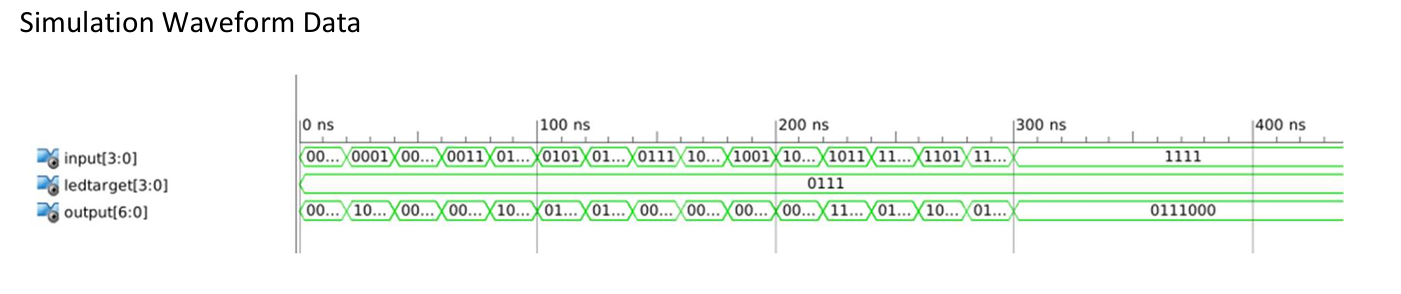 Simulation Waveform Data
0 ns 100 ns 200 ns 300 ns 400 ns
input[3:0] 00... 0001 00... 0011 01... 0101 01... 0111 10... 1001 10... 1011 11... 1101 11... 1111
ledtarget[3:0] 0111
output[6:0] 00... 10... 00... 00... 10... 01... 01... 00... 00... 00... 00... 11... 01... 10... 01... 0111000